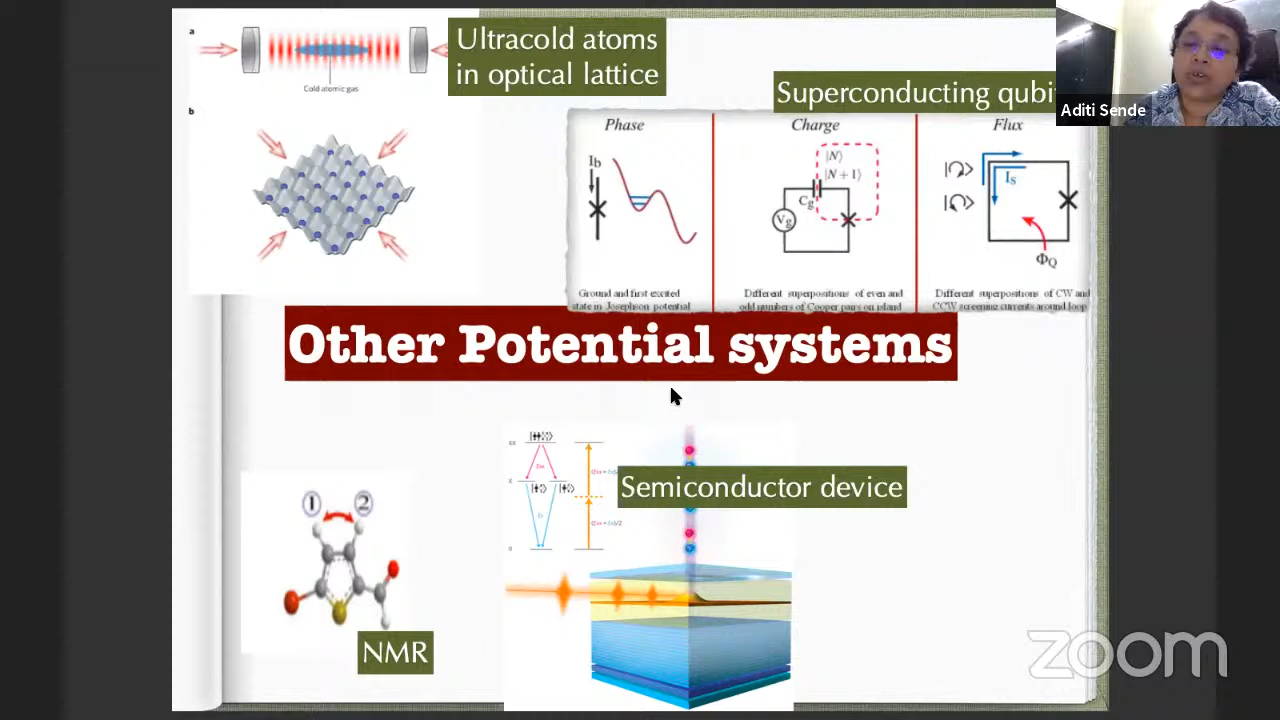 a
Ultracold atoms
in optical lattice
Cold atomic gas
b
Superconducting qubi
Aditi Sende
Phase
Charge
Flux
Ib
|N⟩
|N + 1⟩
Cg
Vg
IS
ΦQ
Ground and first excited
state in Josephson potential
Different superpositions of even and
odd numbers of Cooper pairs on island
Different superpositions of CW and
CCW screening currents around loop
Other Potential systems
Semiconductor device
1 2
NMR
zoom